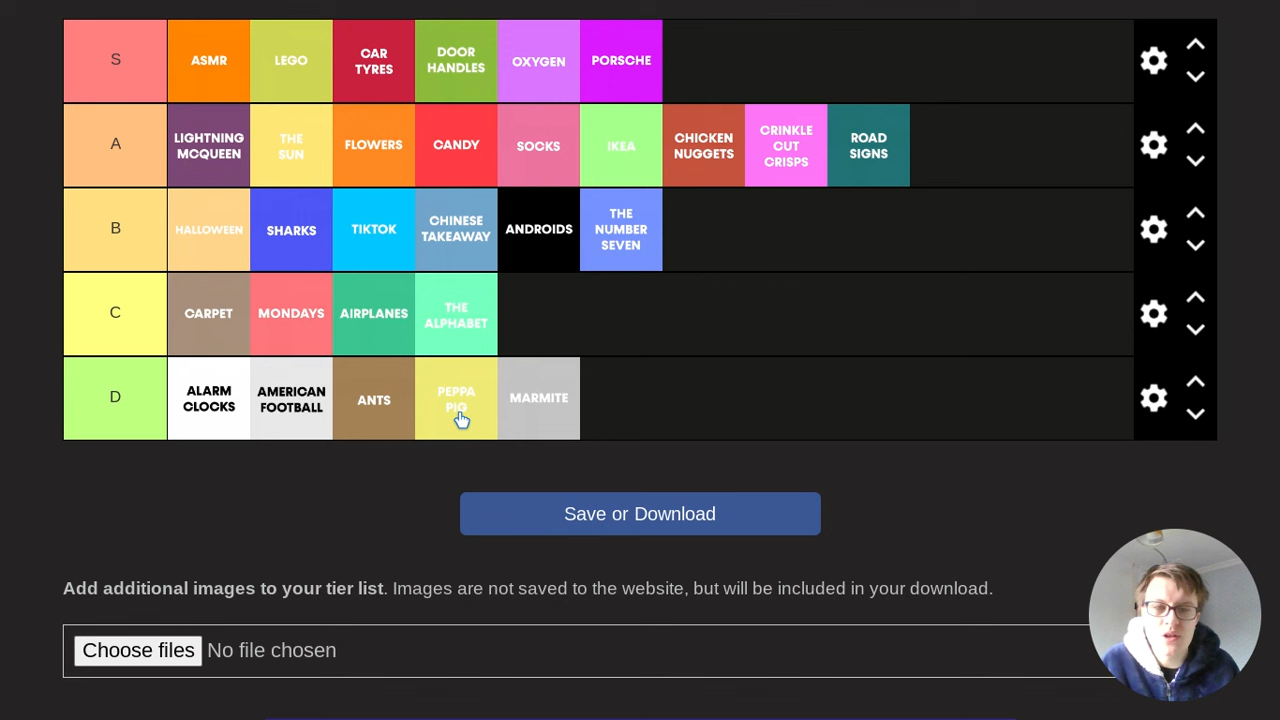 S
ASMR
LEGO
CAR
TYRES
DOOR
HANDLES
OXYGEN
PORSCHE
A
LIGHTNING
MCQUEEN
THE
SUN
FLOWERS
CANDY
SOCKS
IKEA
CHICKEN
NUGGETS
CRINKLE
CUT
CRISPS
ROAD
SIGNS
B
HALLOWEEN
SHARKS
TIKTOK
CHINESE
TAKEAWAY
ANDROIDS
THE
NUMBER
SEVEN
C
CARPET
MONDAYS
AIRPLANES
THE
ALPHABET
D
ALARM
CLOCKS
AMERICAN
FOOTBALL
ANTS
PEPPA
PIG
MARMITE
Save or Download
Add additional images to your tier list. Images are not saved to the website, but will be included in your download.
Choose files No file chosen